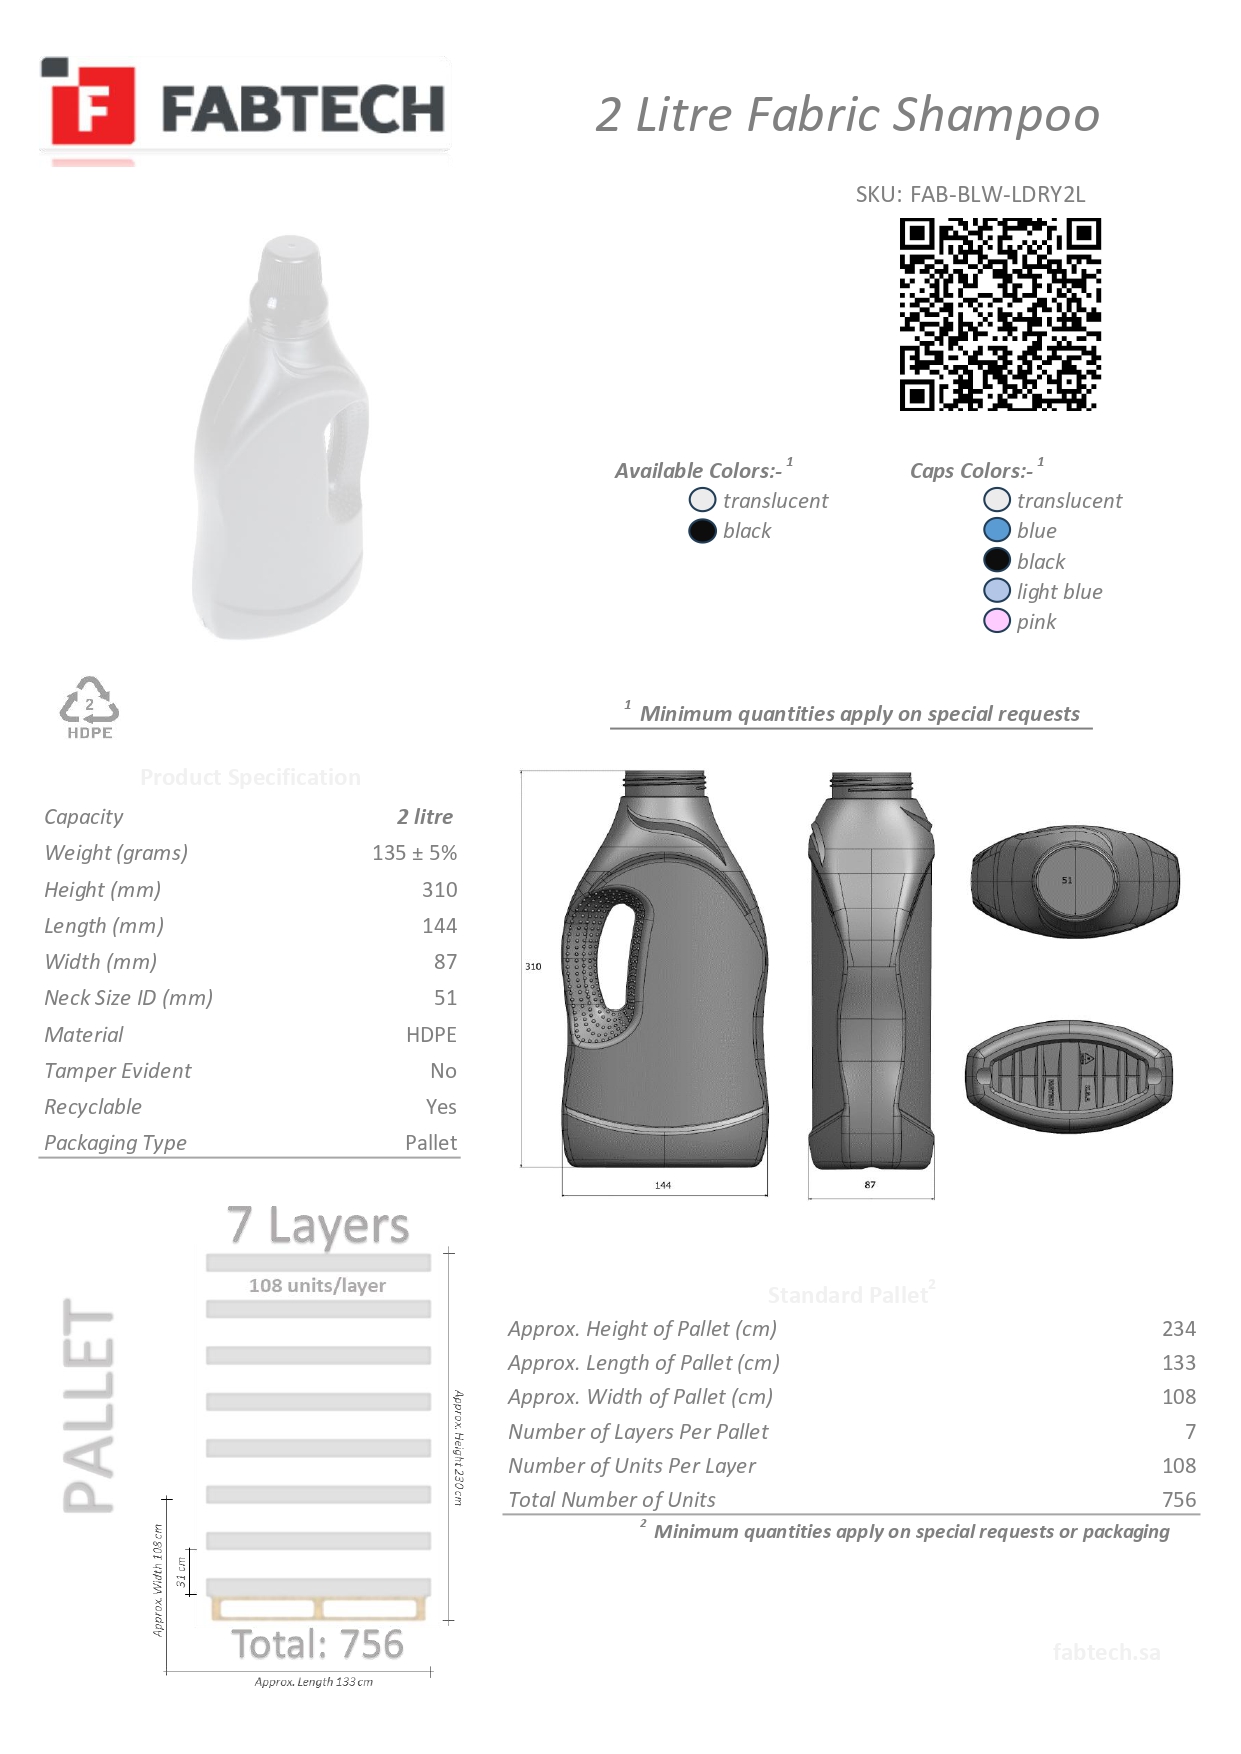 F FABTECH
2 Litre Fabric Shampoo
SKU: FAB-BLW-LDRY2L
Available Colors:- 1
translucent
black
Caps Colors:- 1
translucent
blue
black
light blue
pink
2
HDPE
1 Minimum quantities apply on special requests
Product Specification
Capacity 2 litre
Weight (grams) 135 ± 5%
Height (mm) 310
Length (mm) 144
Width (mm) 87
Neck Size ID (mm) 51
Material HDPE
Tamper Evident No
Recyclable Yes
Packaging Type Pallet
310
144
87
51
PALLET
7 Layers
108 units/layer
Approx. Height 230 cm
Approx. Width 108 cm
31 cm
Total: 756
Approx. Length 133 cm
Standard Pallet 2
Approx. Height of Pallet (cm) 234
Approx. Length of Pallet (cm) 133
Approx. Width of Pallet (cm) 108
Number of Layers Per Pallet 7
Number of Units Per Layer 108
Total Number of Units 756
2 Minimum quantities apply on special requests or packaging
fabtech.sa